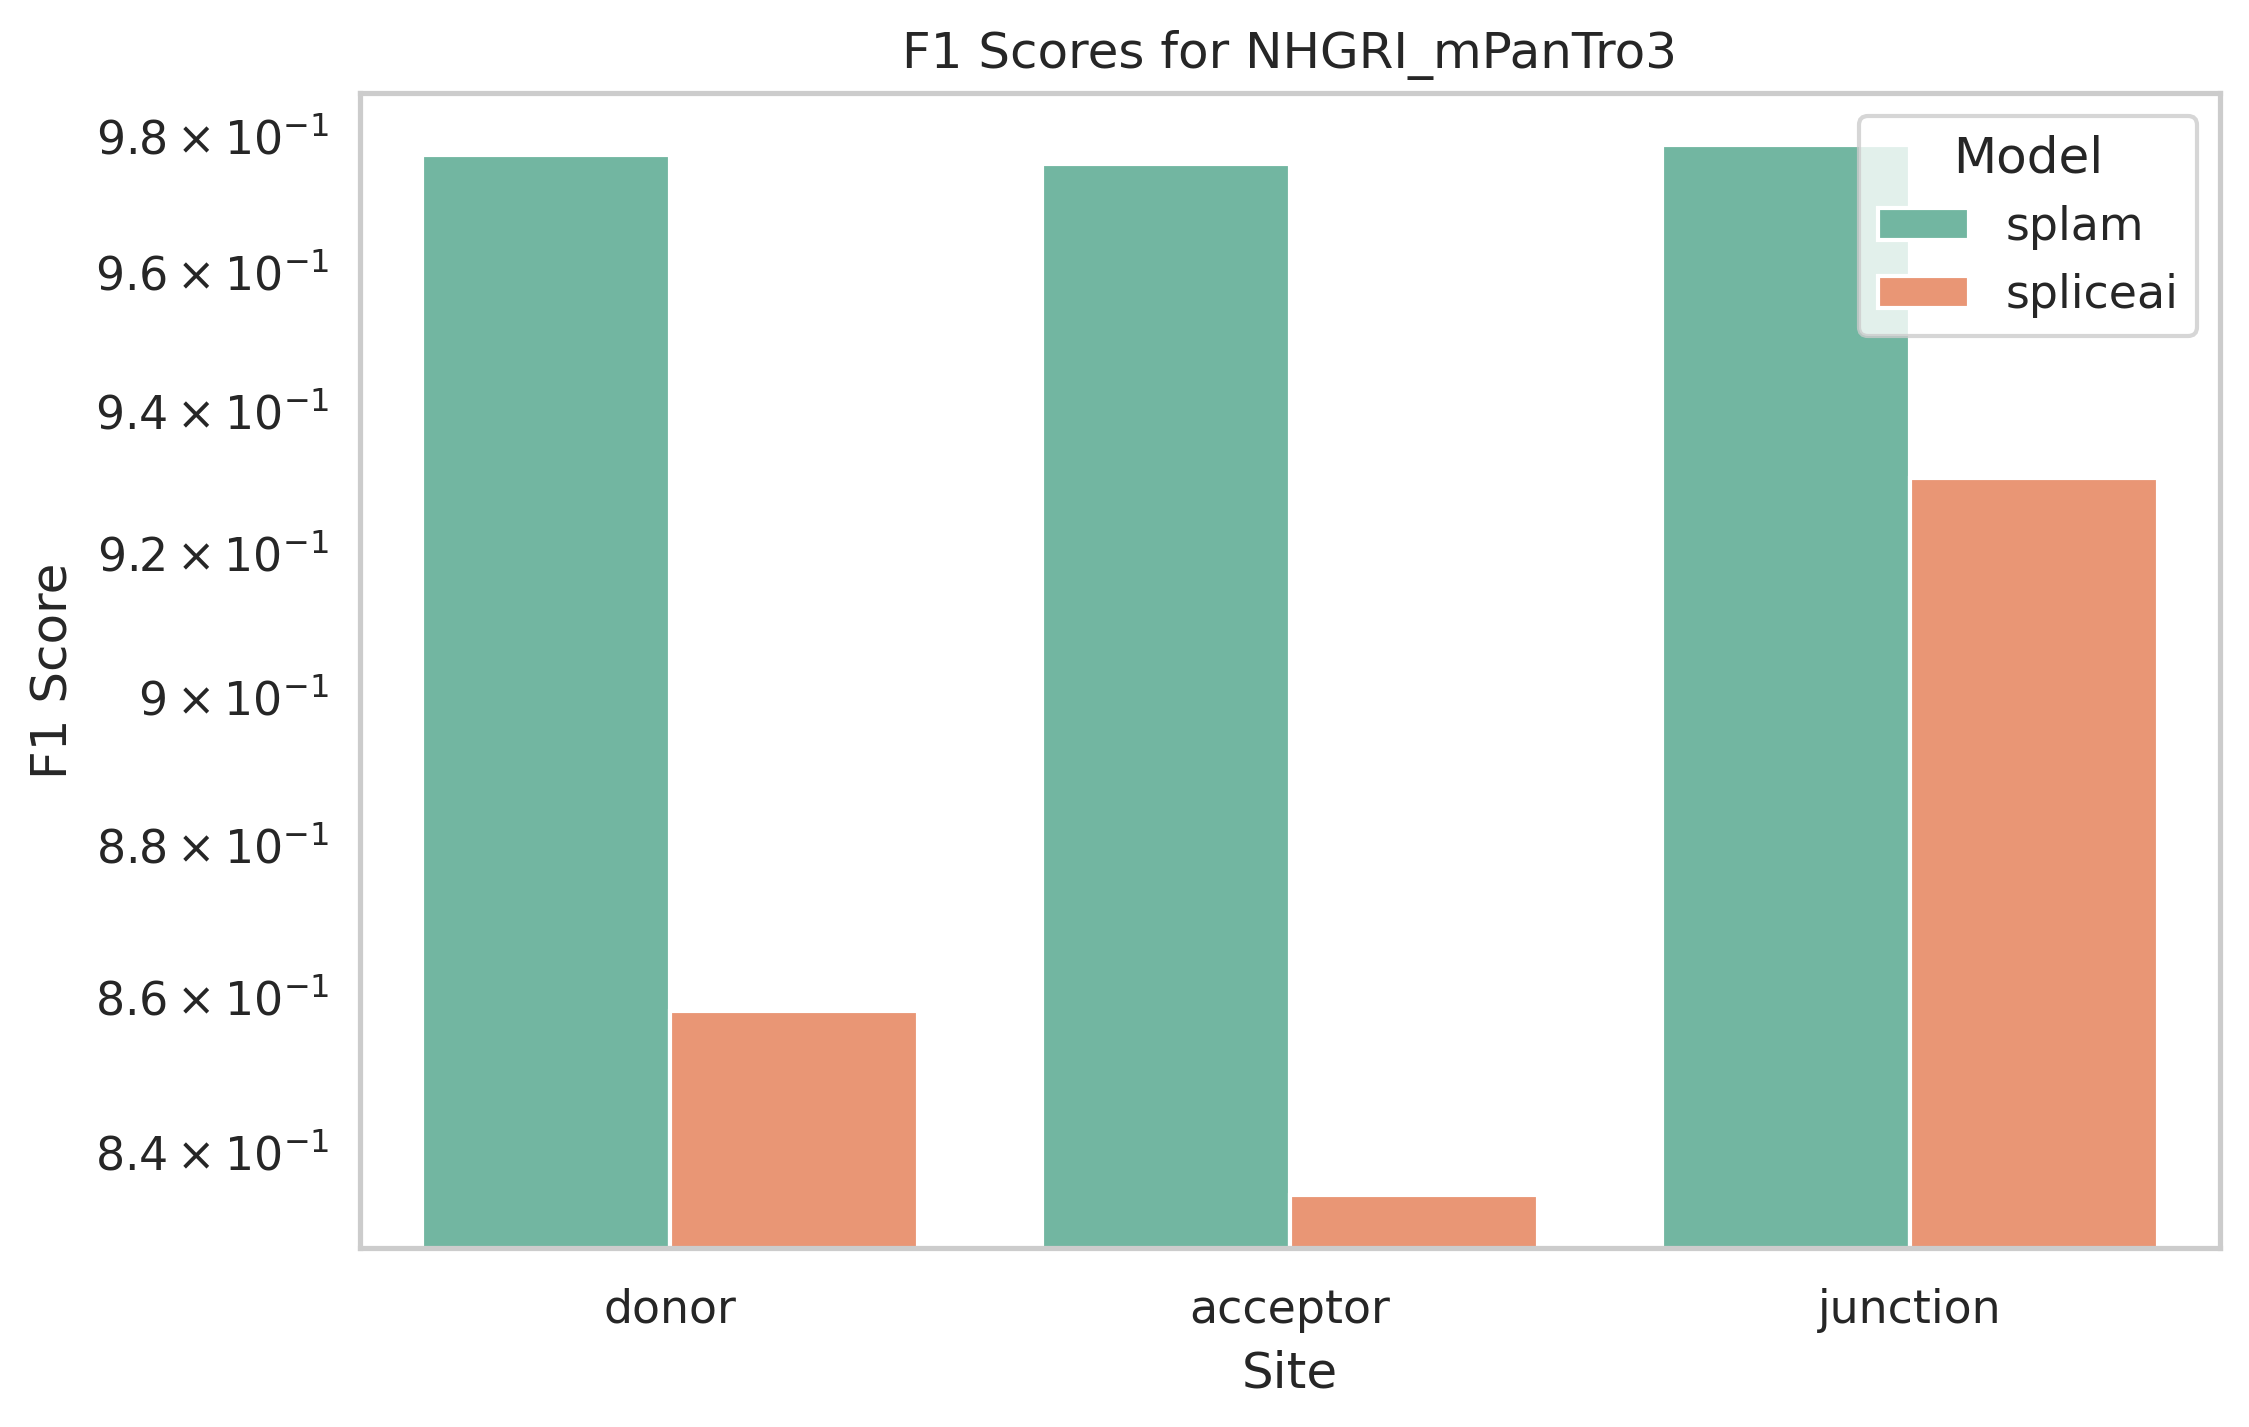 F1 Scores for NHGRI_mPanTro3
9.8 × 10⁻¹
9.6 × 10⁻¹
9.4 × 10⁻¹
9.2 × 10⁻¹
9 × 10⁻¹
8.8 × 10⁻¹
8.6 × 10⁻¹
8.4 × 10⁻¹
F1 Score
Model
splam
spliceai
donor
acceptor
junction
Site